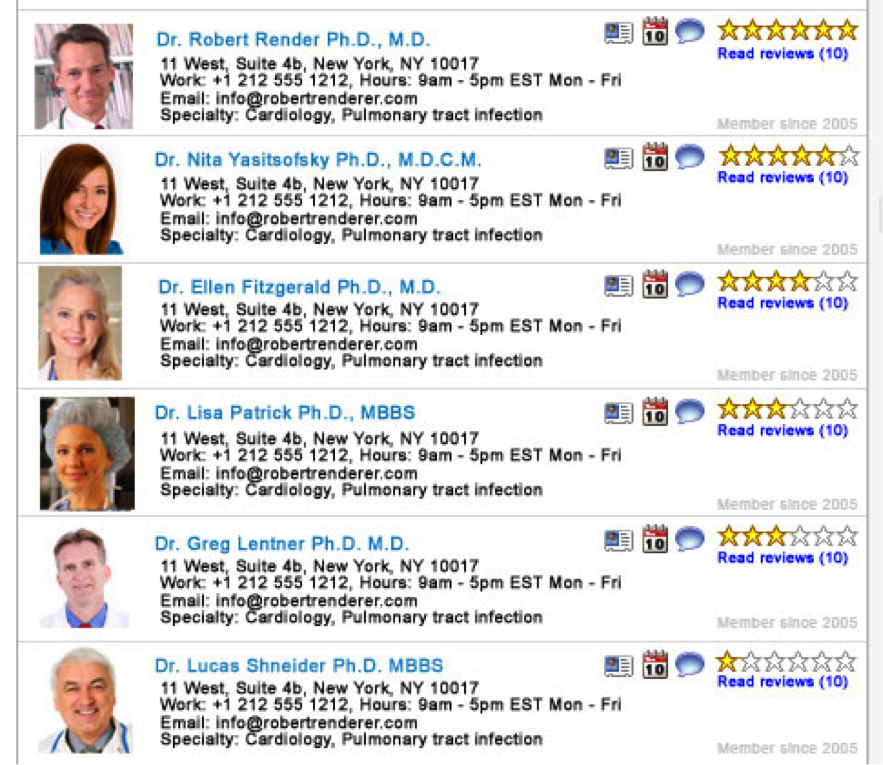 Dr. Robert Render Ph.D., M.D.
10
Read reviews (10)
11 West, Suite 4b, New York, NY 10017
Work: +1 212 555 1212, Hours: 9am - 5pm EST Mon - Fri
Email: info@robertrenderer.com
Specialty: Cardiology, Pulmonary tract infection
Member since 2005
Dr. Nita Yasitsofsky Ph.D., M.D.C.M.
10
Read reviews (10)
11 West, Suite 4b, New York, NY 10017
Work: +1 212 555 1212, Hours: 9am - 5pm EST Mon - Fri
Email: info@robertrenderer.com
Specialty: Cardiology, Pulmonary tract infection
Member since 2005
Dr. Ellen Fitzgerald Ph.D., M.D.
10
Read reviews (10)
11 West, Suite 4b, New York, NY 10017
Work: +1 212 555 1212, Hours: 9am - 5pm EST Mon - Fri
Email: info@robertrenderer.com
Specialty: Cardiology, Pulmonary tract infection
Member since 2005
Dr. Lisa Patrick Ph.D., MBBS
10
Read reviews (10)
11 West, Suite 4b, New York, NY 10017
Work: +1 212 555 1212, Hours: 9am - 5pm EST Mon - Fri
Email: info@robertrenderer.com
Specialty: Cardiology, Pulmonary tract infection
Member since 2005
Dr. Greg Lentner Ph.D. M.D.
10
Read reviews (10)
11 West, Suite 4b, New York, NY 10017
Work: +1 212 555 1212, Hours: 9am - 5pm EST Mon - Fri
Email: info@robertrenderer.com
Specialty: Cardiology, Pulmonary tract infection
Member since 2005
Dr. Lucas Shneider Ph.D. MBBS
10
Read reviews (10)
11 West, Suite 4b, New York, NY 10017
Work: +1 212 555 1212, Hours: 9am - 5pm EST Mon - Fri
Email: info@robertrenderer.com
Specialty: Cardiology, Pulmonary tract infection
Member since 2005